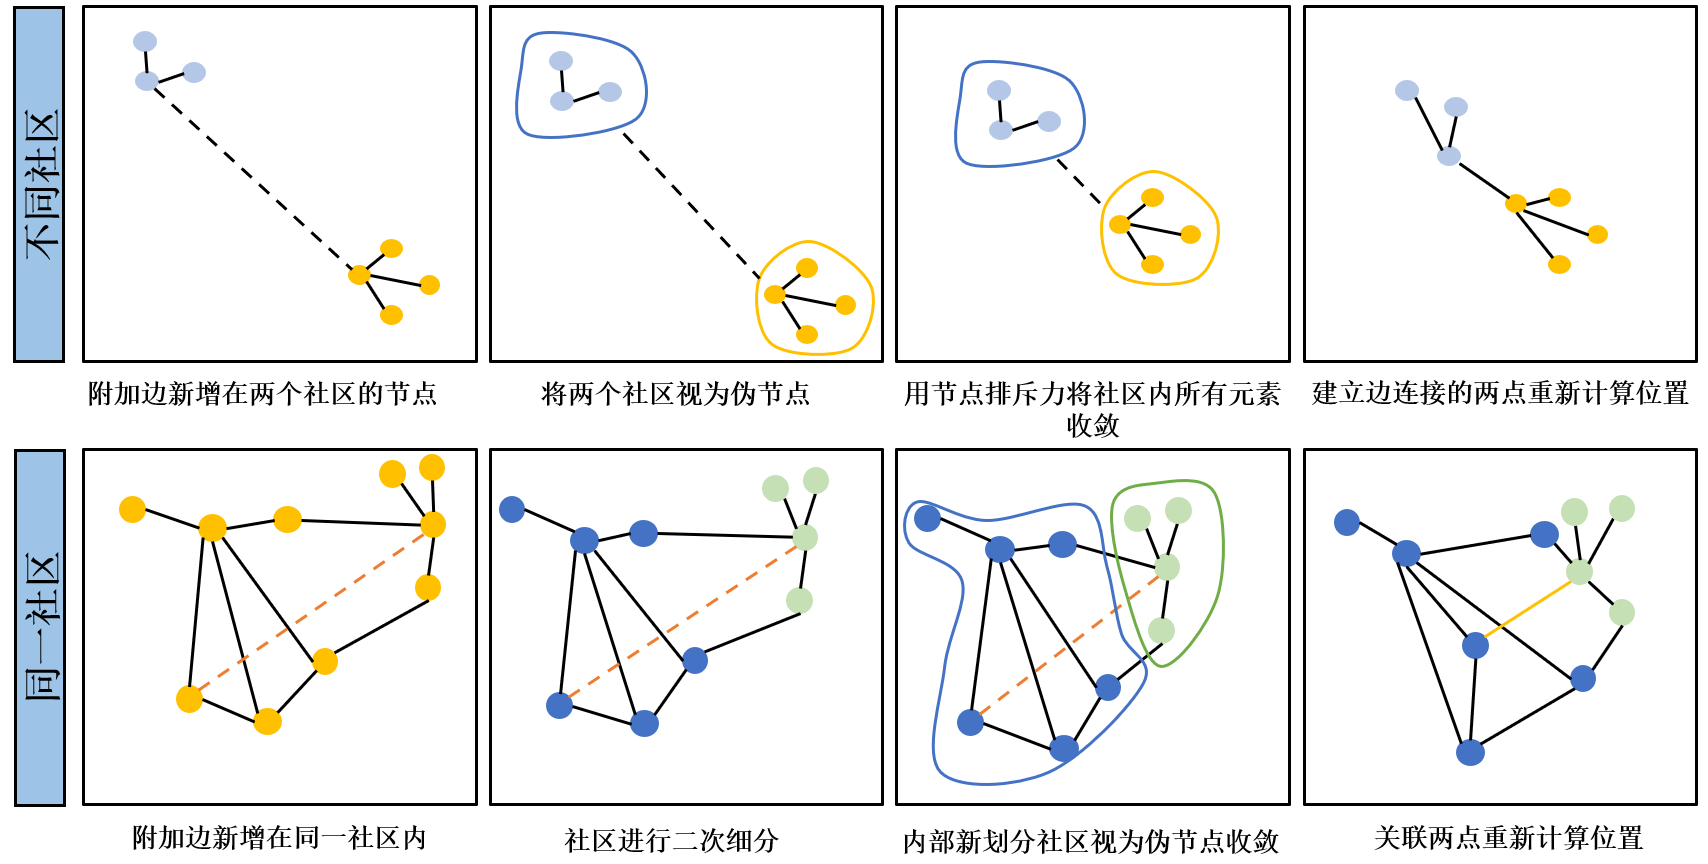 不同社区
附加边新增在两个社区的节点
将两个社区视为伪节点
用节点排斥力将社区内所有元素
收敛
建立边连接的两点重新计算位置
同一社区
附加边新增在同一社区内
社区进行二次细分
内部新划分社区视为伪节点收敛
关联两点重新计算位置